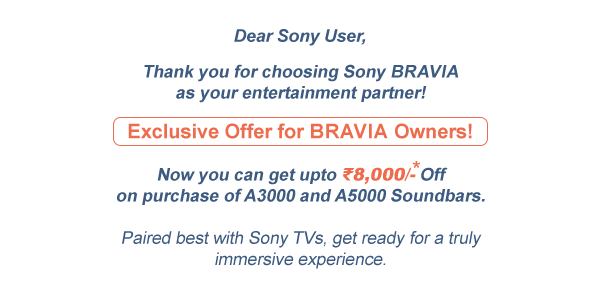 Dear Sony User,
Thank you for choosing Sony BRAVIA
as your entertainment partner!
Exclusive Offer for BRAVIA Owners!
Now you can get upto ₹8,000/-* Off
on purchase of A3000 and A5000 Soundbars.
Paired best with Sony TVs, get ready for a truly
immersive experience.